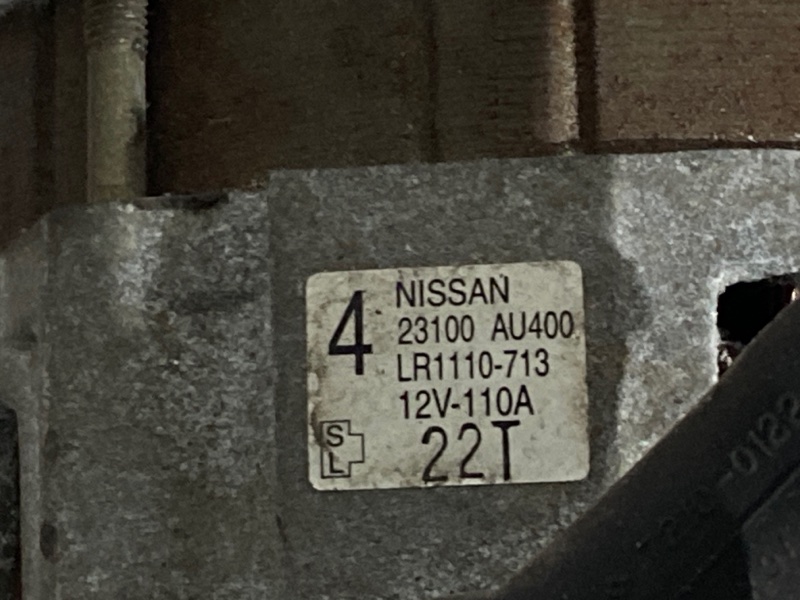 4
NISSAN
23100 AU400
LR1110-713
12V-110A
S
L
22T